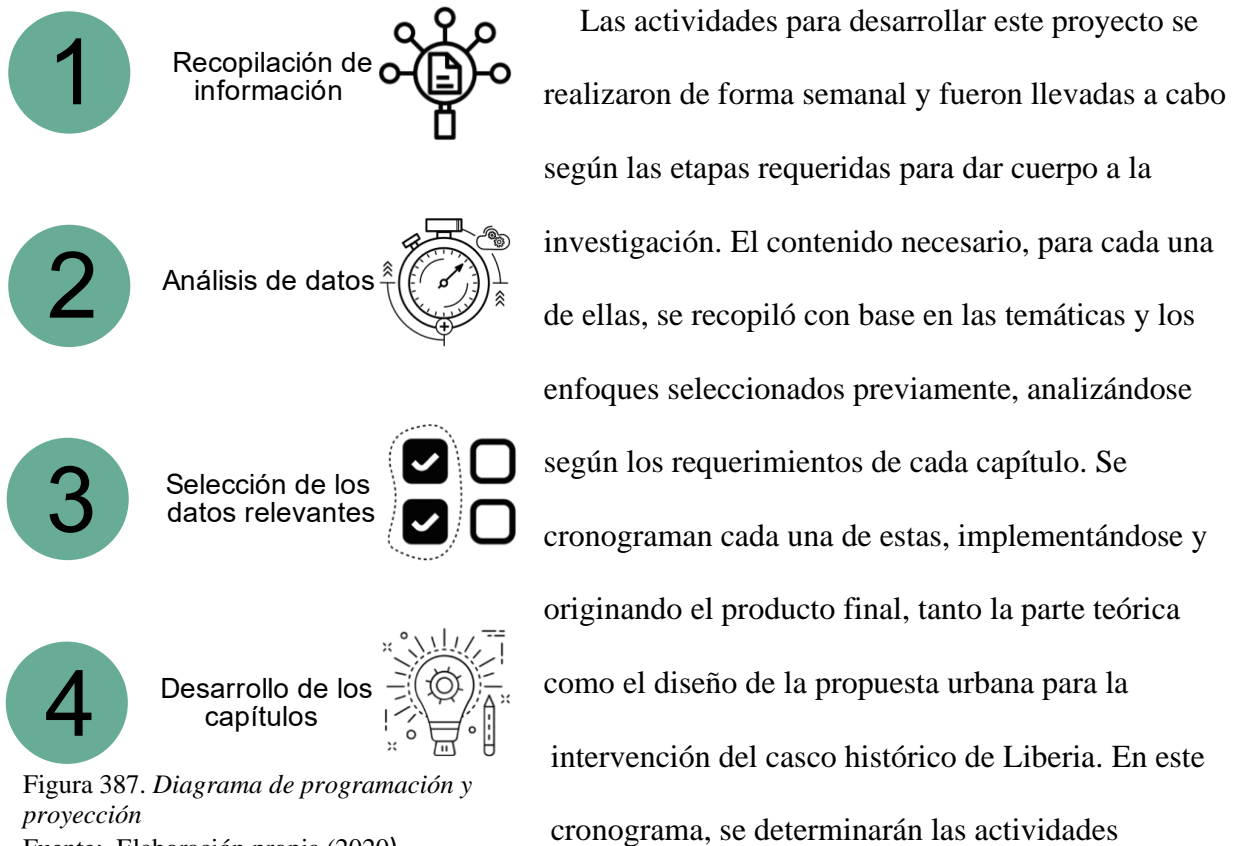 1
Recopilación de
información
2
Análisis de datos
3
Selección de los
datos relevantes
4
Desarrollo de los
capítulos
Figura 387. Diagrama de programación y
proyección
Fuente: Elaboración propia (2020)
Las actividades para desarrollar este proyecto se
realizaron de forma semanal y fueron llevadas a cabo
según las etapas requeridas para dar cuerpo a la
investigación. El contenido necesario, para cada una
de ellas, se recopiló con base en las temáticas y los
enfoques seleccionados previamente, analizándose
según los requerimientos de cada capítulo. Se
cronograman cada una de estas, implementándose y
originando el producto final, tanto la parte teórica
como el diseño de la propuesta urbana para la
intervención del casco histórico de Liberia. En este
cronograma, se determinarán las actividades